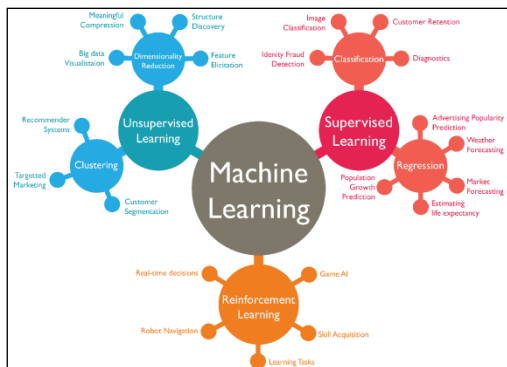 Meaningful
Compression
Structure
Discovery
Big data
Visualistaion
Dimensionality
Reduction
Feature
Elicitation
Image
Classification
Customer Retention
Idenity Fraud
Detection
Classification
Diagnostics
Recommender
Systems
Unsupervised
Learning
Supervised
Learning
Advertising Popularity
Prediction
Weather
Forecasting
Clustering
Targetted
Marketing
Customer
Segmentation
Machine
Learning
Regression
Population
Growth
Prediction
Market
Forecasting
Estimating
life expectancy
Real-time decisions
Game AI
Reinforcement
Learning
Robot Navigation
Skill Acquisition
Learning Tasks